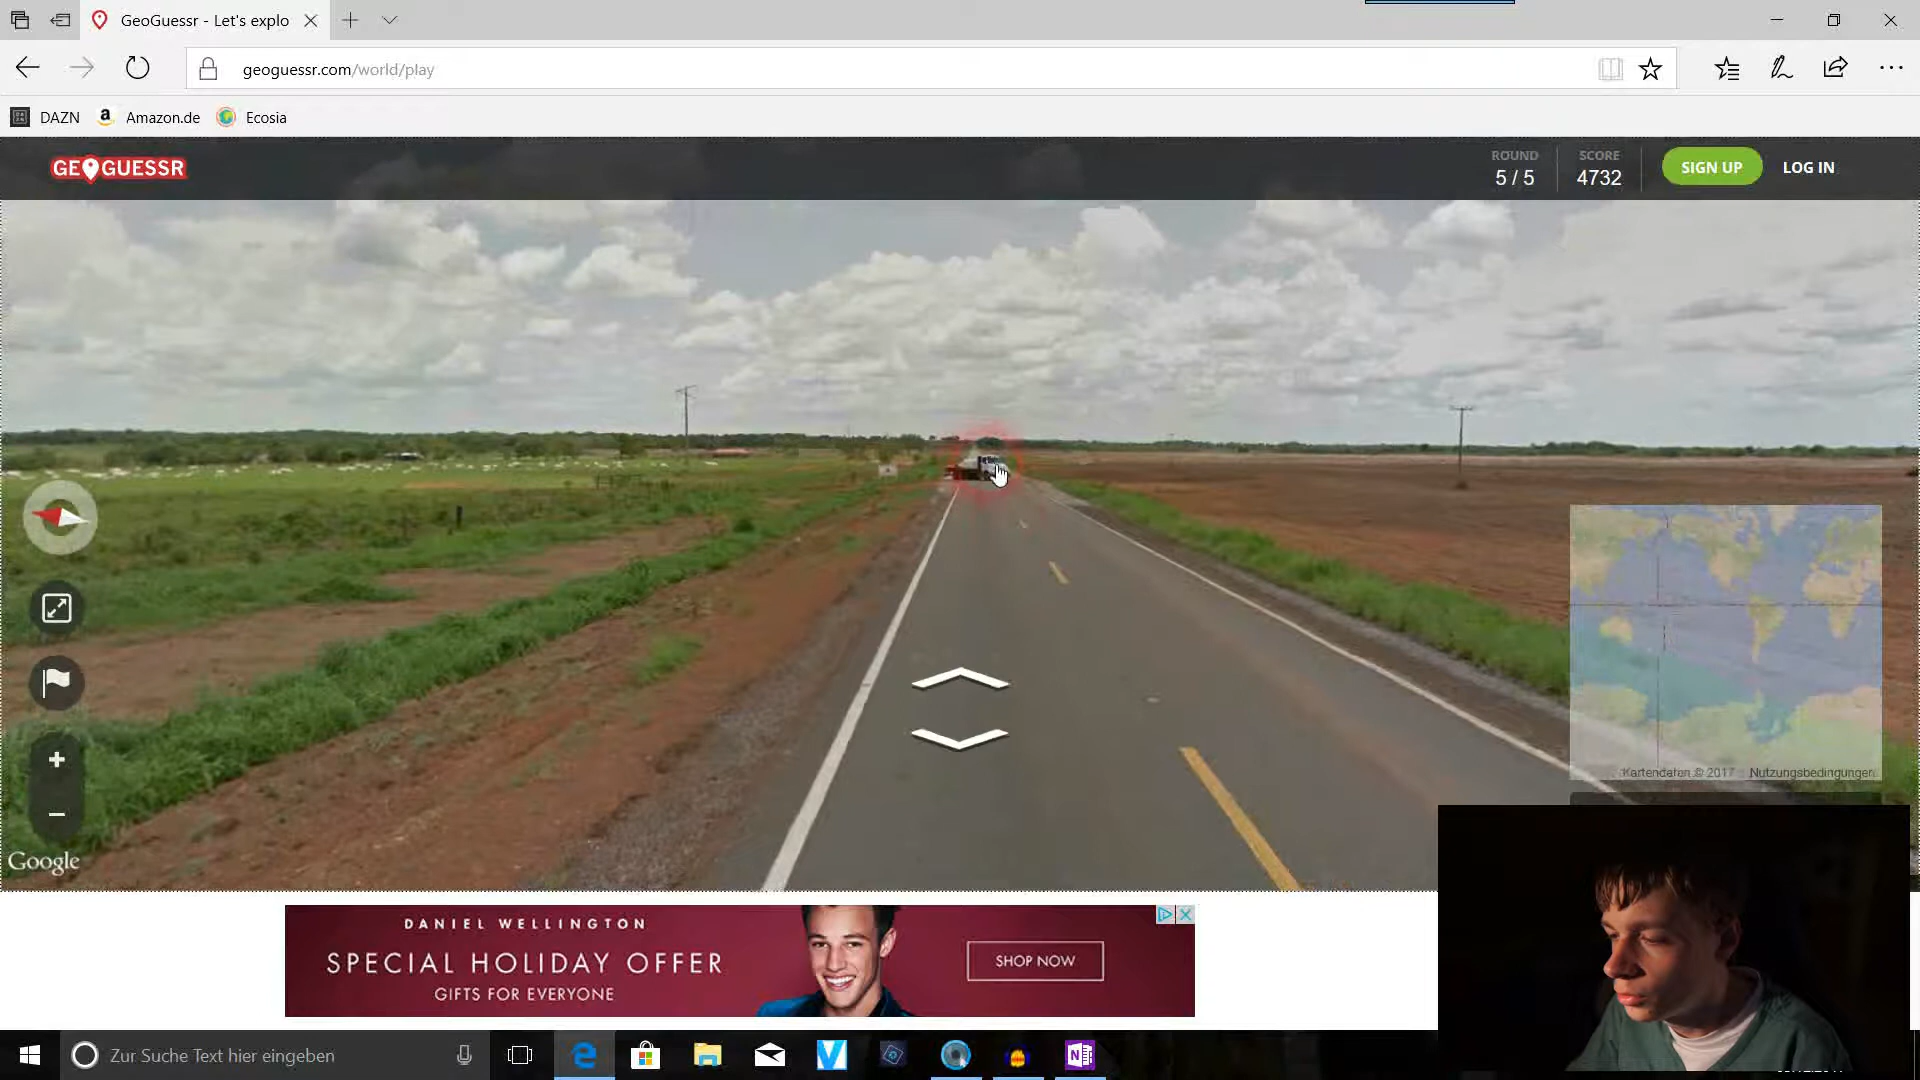 GeoGuessr - Let's explo
geoguessr.com/world/play
DAZN
Amazon.de
Ecosia
GEOGUESSR
ROUND
5 / 5
SCORE
4732
SIGN UP
LOG IN
Kartendaten © 2017
Nutzungsbedingungen
Google
DANIEL WELLINGTON
SPECIAL HOLIDAY OFFER
GIFTS FOR EVERYONE
SHOP NOW
Zur Suche Text hier eingeben